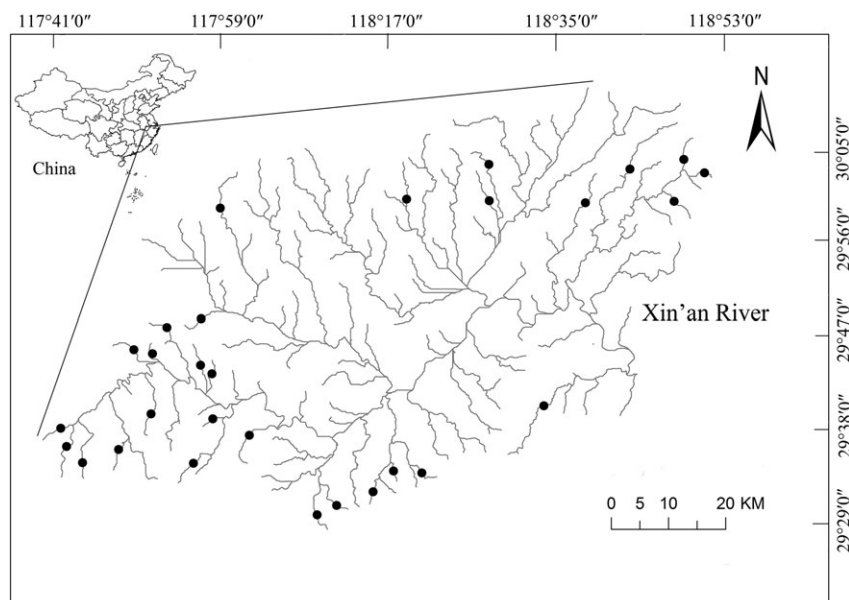 117°41′0″ 117°59′0″ 118°17′0″ 118°35′0″ 118°53′0″
N
China
30°05′0″
29°56′0″
Xin’an River
29°47′0″
29°38′0″
0 5 10 20 KM
29°29′0″